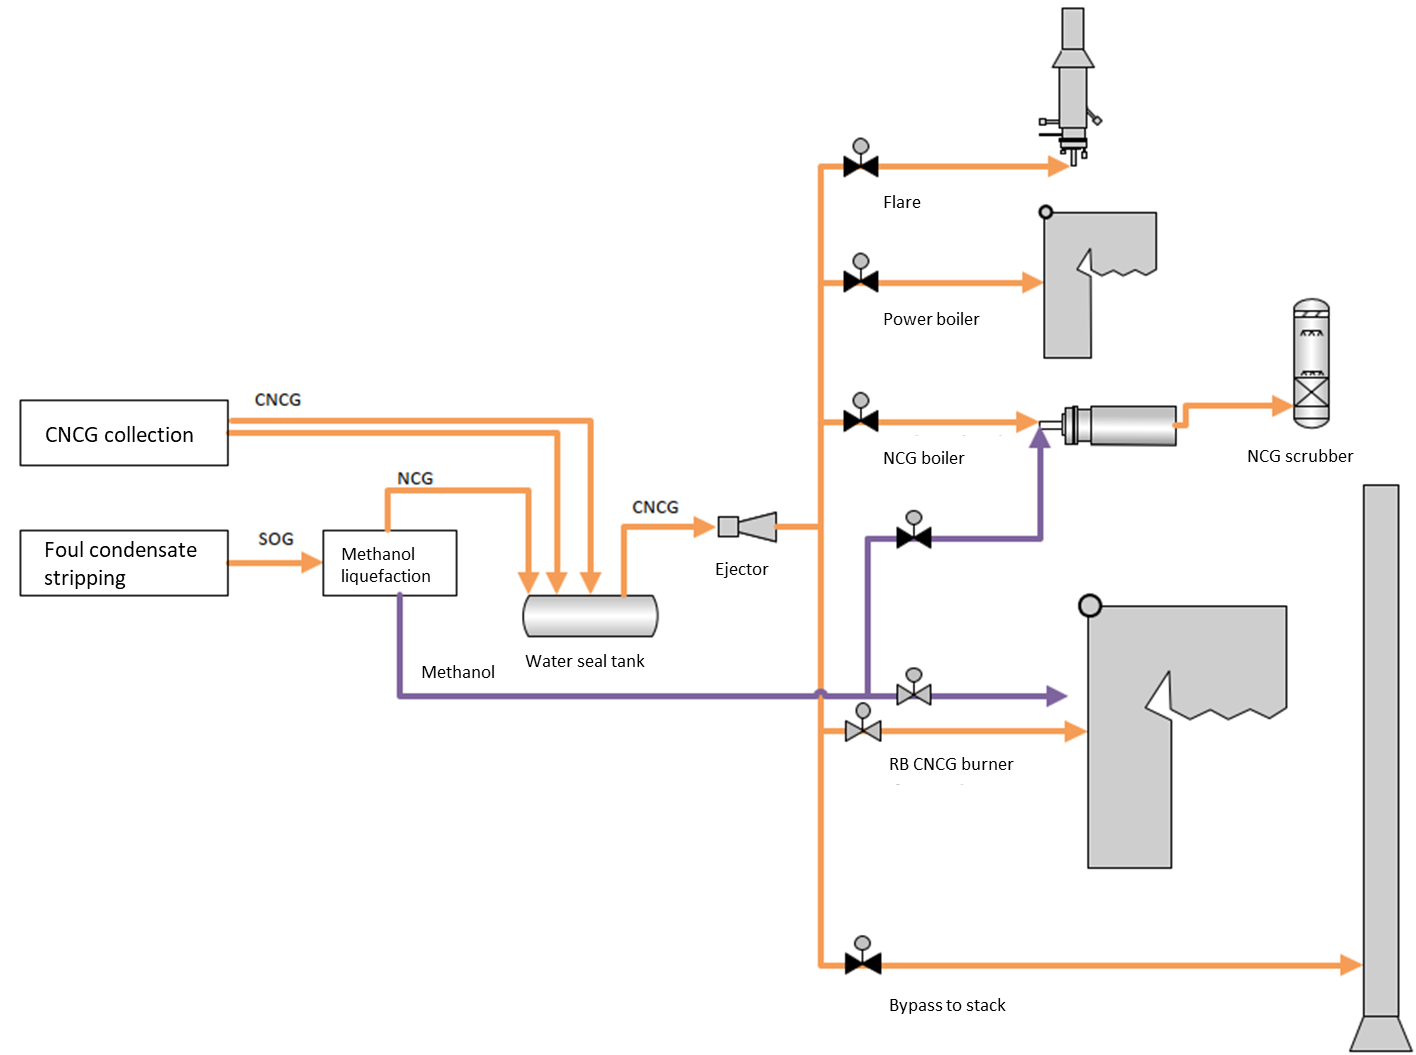 Flare
Power boiler
CNCG
CNCG collection
NCG boiler
NCG scrubber
NCG
CNCG
SOG
Foul condensate
stripping
Methanol
liquefaction
Ejector
Water seal tank
Methanol
RB CNCG burner
Bypass to stack